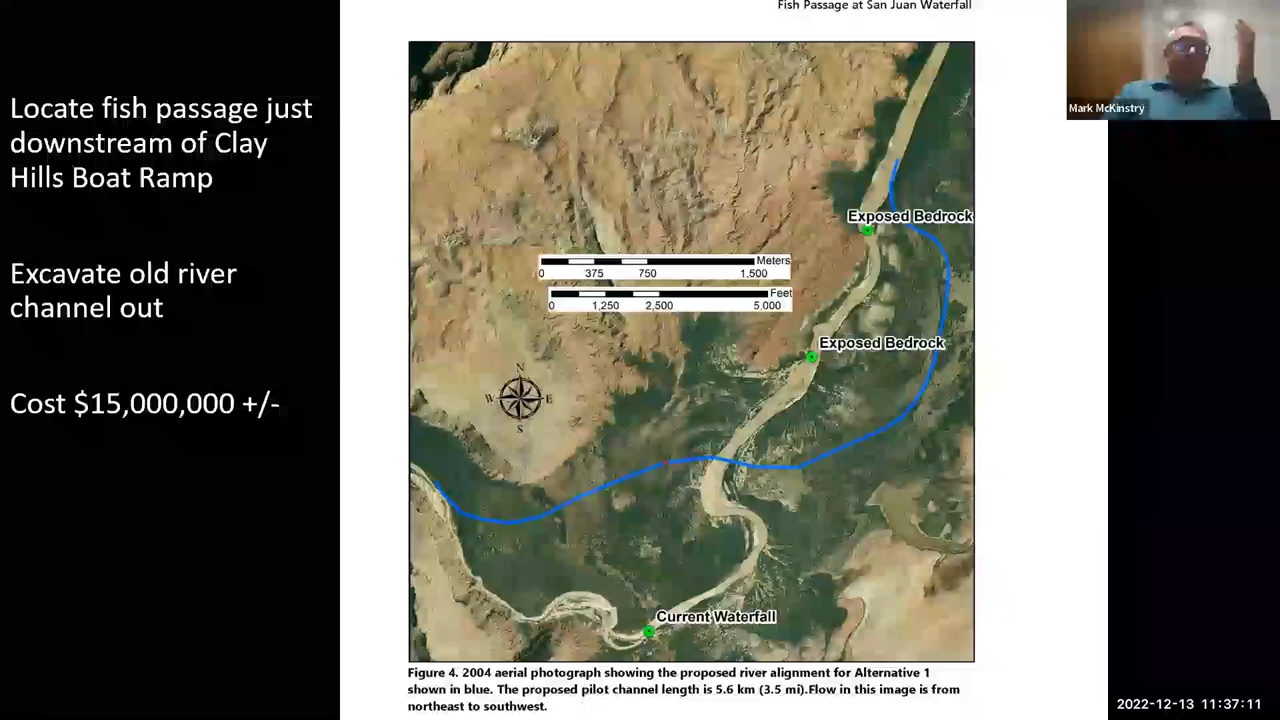 Fish Passage at San Juan Waterfall
Mark McKinstry
Locate fish passage just
downstream of Clay
Hills Boat Ramp
Excavate old river
channel out
Cost $15,000,000 +/-
Exposed Bedrock
Meters
0 375 750 1,500
Feet
0 1,250 2,500 5,000
Exposed Bedrock
N
W E
S
Current Waterfall
Figure 4. 2004 aerial photograph showing the proposed river alignment for Alternative 1
shown in blue. The proposed pilot channel length is 5.6 km (3.5 mi).Flow in this image is from
northeast to southwest.
2022-12-13 11:37:11